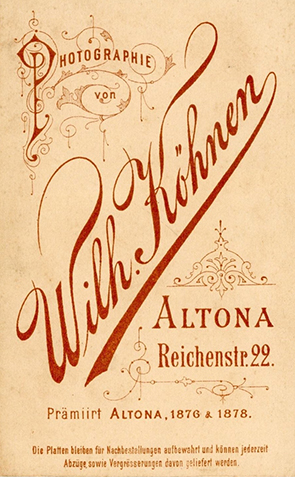 PHOTOGRAPHIE
von
Wilh. Köhnen
ALTONA
Reichenstr. 22.
Prämiirt ALTONA, 1876 & 1878.
Die Platten bleiben für Nachbestellungen aufbewahrt und können jederzeit
Abzüge, sowie Vergrösserungen davon geliefert werden.